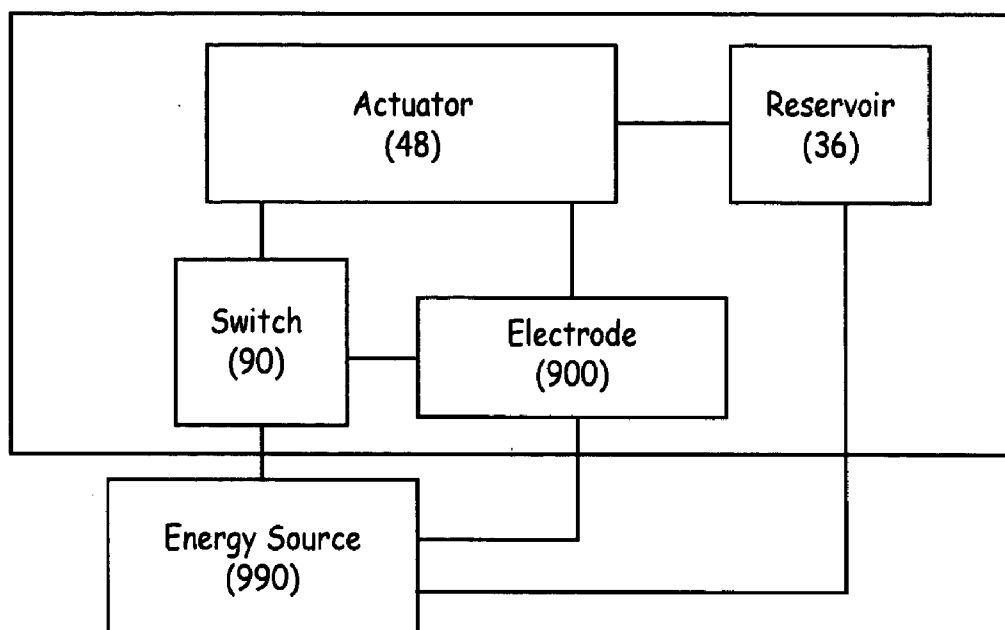 Actuator
(48)
Reservoir
(36)
Switch
(90)
Electrode
(900)
Energy Source
(990)